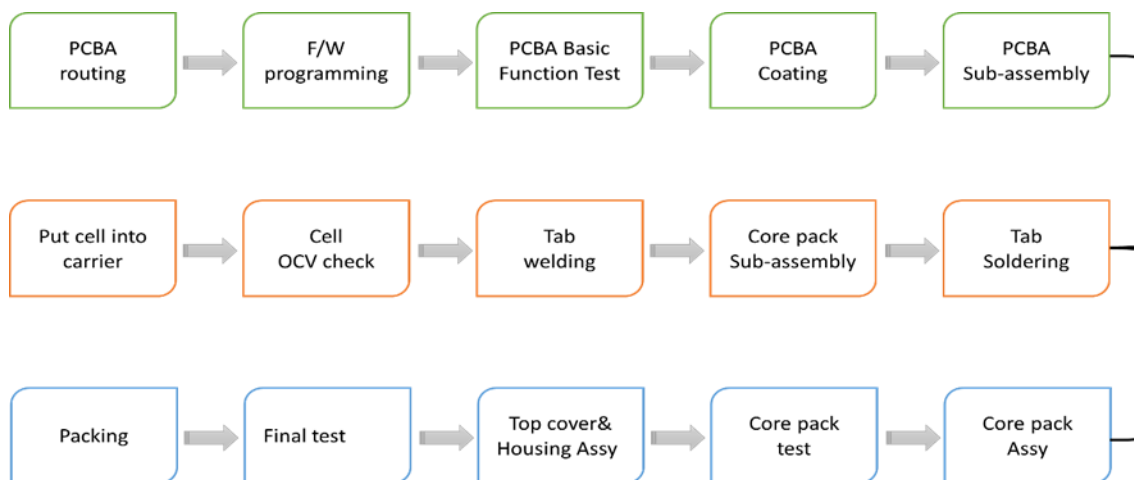 PCBA
routing
F/W
programming
PCBA Basic
Function Test
PCBA
Coating
PCBA
Sub-assembly
Put cell into
carrier
Cell
OCV check
Tab
welding
Core pack
Sub-assembly
Tab
Soldering
Packing
Final test
Top cover&
Housing Assy
Core pack
test
Core pack
Assy